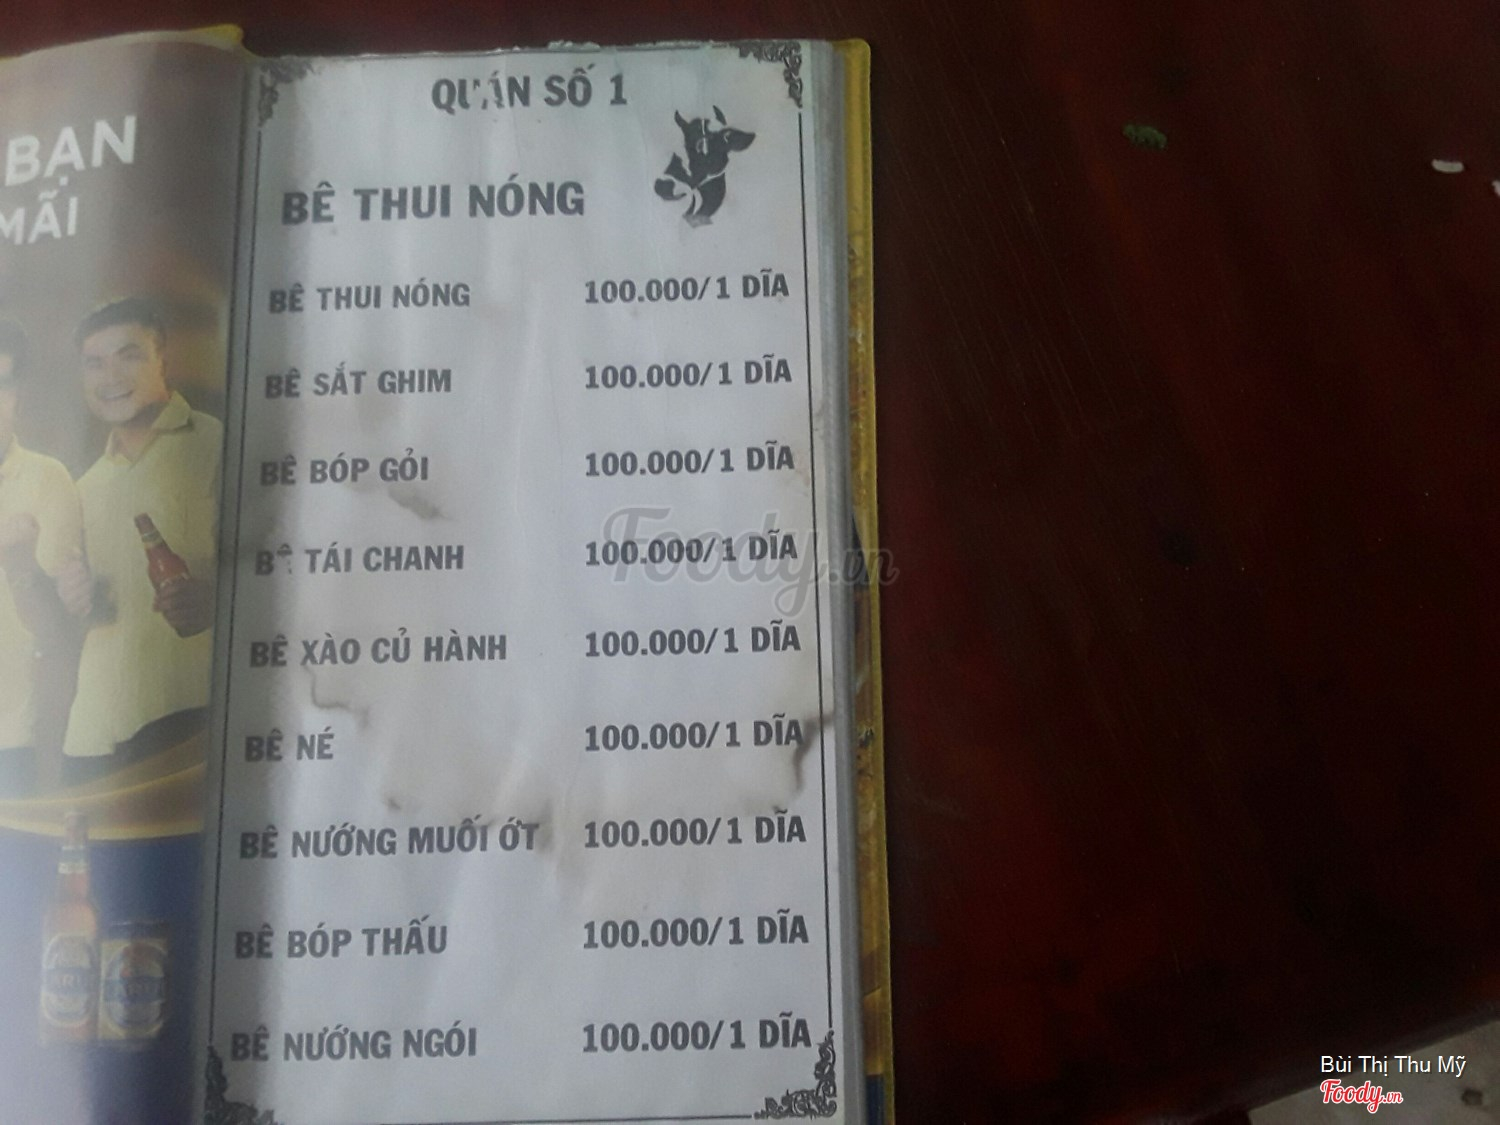 BẠN
MÃI
QUÁN SỐ 1
BÊ THUI NÓNG
BÊ THUI NÓNG 100.000/1 DĨA
BÊ SẮT GHIM 100.000/1 DĨA
BÊ BÓP GỎI 100.000/1 DĨA
BÊ TÁI CHANH 100.000/1 DĨA
BÊ XÀO CỦ HÀNH 100.000/1 DĨA
BÊ NÉ 100.000/1 DĨA
BÊ NƯỚNG MUỐI ỚT 100.000/1 DĨA
BÊ BÓP THẤU 100.000/1 DĨA
BÊ NƯỚNG NGÓI 100.000/1 DĨA
Foody.vn
Bùi Thị Thu Mỹ
Foody.vn